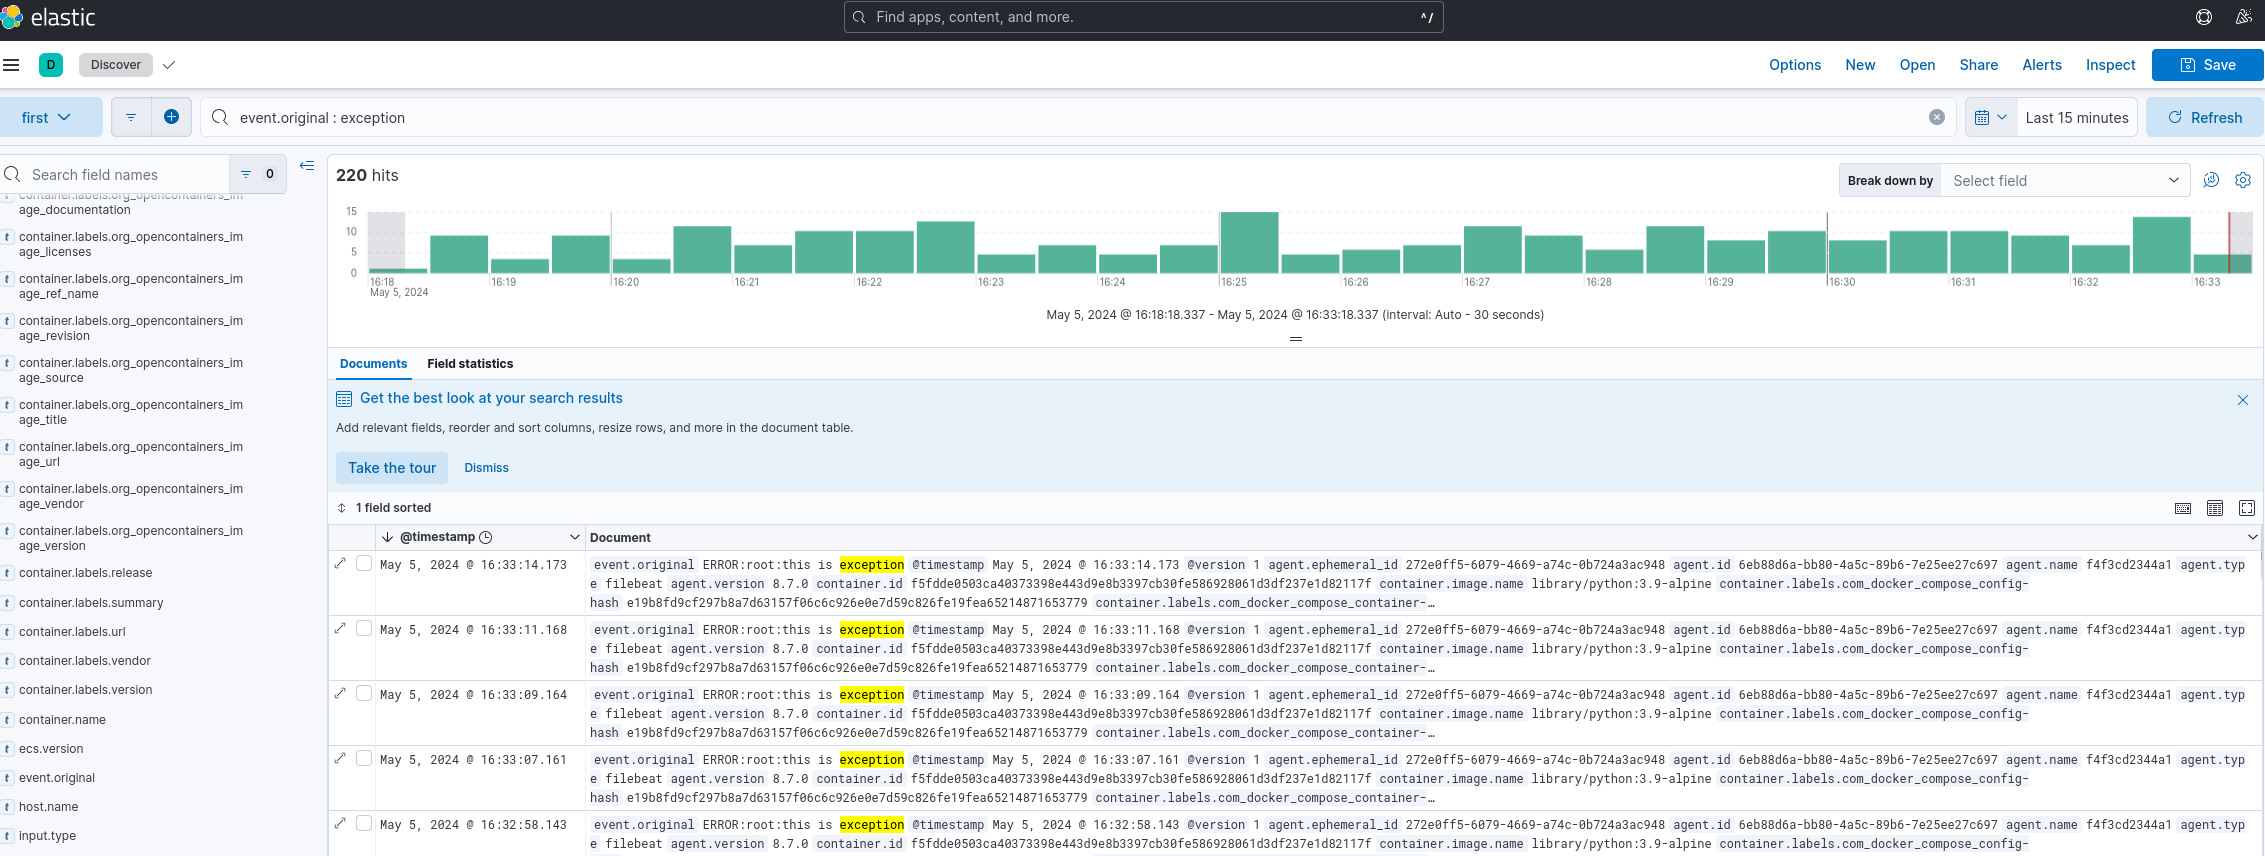 elastic
Find apps, content, and more.
^/
D
Discover
Options
New
Open
Share
Alerts
Inspect
Save
first
event.original : exception
Last 15 minutes
Refresh
Search field names
0
container.labels.org_opencontainers_im
age_documentation
container.labels.org_opencontainers_im
age_licenses
container.labels.org_opencontainers_im
age_ref_name
container.labels.org_opencontainers_im
age_revision
container.labels.org_opencontainers_im
age_source
container.labels.org_opencontainers_im
age_title
container.labels.org_opencontainers_im
age_url
container.labels.org_opencontainers_im
age_vendor
container.labels.org_opencontainers_im
age_version
container.labels.release
container.labels.summary
container.labels.url
container.labels.vendor
container.labels.version
container.name
ecs.version
event.original
host.name
input.type
220 hits
Break down by
Select field
15
10
5
0
16:18 16:19 16:20 16:21 16:22 16:23 16:24 16:25 16:26 16:27 16:28 16:29 16:30 16:31 16:32 16:33
May 5, 2024
May 5, 2024 @ 16:18:18.337 - May 5, 2024 @ 16:33:18.337 (interval: Auto - 30 seconds)
Documents
Field statistics
Get the best look at your search results
Add relevant fields, reorder and sort columns, resize rows, and more in the document table.
Take the tour
Dismiss
1 field sorted
@timestamp
Document
May 5, 2024 @ 16:33:14.173
event.original ERROR:root:this is exception @timestamp May 5, 2024 @ 16:33:14.173 @version 1 agent.ephemeral_id 272e0ff5-6079-4669-a74c-0b724a3ac948 agent.id 6eb88d6a-bb80-4a5c-89b6-7e25ee27c697 agent.name f4f3cd2344a1 agent.typ
e filebeat agent.version 8.7.0 container.id f5fdde0503ca40373398e443d9e8b3397cb30fe586928061d3df237e1d82117f container.image.name library/python:3.9-alpine container.labels.com_docker_compose_config-
hash e19b8fd9cf297b8a7d63157f06c6c926e0e7d59c826fe19fea65214871653779 container.labels.com_docker_compose_container-…
May 5, 2024 @ 16:33:11.168
event.original ERROR:root:this is exception @timestamp May 5, 2024 @ 16:33:11.168 @version 1 agent.ephemeral_id 272e0ff5-6079-4669-a74c-0b724a3ac948 agent.id 6eb88d6a-bb80-4a5c-89b6-7e25ee27c697 agent.name f4f3cd2344a1 agent.typ
e filebeat agent.version 8.7.0 container.id f5fdde0503ca40373398e443d9e8b3397cb30fe586928061d3df237e1d82117f container.image.name library/python:3.9-alpine container.labels.com_docker_compose_config-
hash e19b8fd9cf297b8a7d63157f06c6c926e0e7d59c826fe19fea65214871653779 container.labels.com_docker_compose_container-…
May 5, 2024 @ 16:33:09.164
event.original ERROR:root:this is exception @timestamp May 5, 2024 @ 16:33:09.164 @version 1 agent.ephemeral_id 272e0ff5-6079-4669-a74c-0b724a3ac948 agent.id 6eb88d6a-bb80-4a5c-89b6-7e25ee27c697 agent.name f4f3cd2344a1 agent.typ
e filebeat agent.version 8.7.0 container.id f5fdde0503ca40373398e443d9e8b3397cb30fe586928061d3df237e1d82117f container.image.name library/python:3.9-alpine container.labels.com_docker_compose_config-
hash e19b8fd9cf297b8a7d63157f06c6c926e0e7d59c826fe19fea65214871653779 container.labels.com_docker_compose_container-…
May 5, 2024 @ 16:33:07.161
event.original ERROR:root:this is exception @timestamp May 5, 2024 @ 16:33:07.161 @version 1 agent.ephemeral_id 272e0ff5-6079-4669-a74c-0b724a3ac948 agent.id 6eb88d6a-bb80-4a5c-89b6-7e25ee27c697 agent.name f4f3cd2344a1 agent.typ
e filebeat agent.version 8.7.0 container.id f5fdde0503ca40373398e443d9e8b3397cb30fe586928061d3df237e1d82117f container.image.name library/python:3.9-alpine container.labels.com_docker_compose_config-
hash e19b8fd9cf297b8a7d63157f06c6c926e0e7d59c826fe19fea65214871653779 container.labels.com_docker_compose_container-…
May 5, 2024 @ 16:32:58.143
event.original ERROR:root:this is exception @timestamp May 5, 2024 @ 16:32:58.143 @version 1 agent.ephemeral_id 272e0ff5-6079-4669-a74c-0b724a3ac948 agent.id 6eb88d6a-bb80-4a5c-89b6-7e25ee27c697 agent.name f4f3cd2344a1 agent.typ
e filebeat agent.version 8.7.0 container.id f5fdde0503ca40373398e443d9e8b3397cb30fe586928061d3df237e1d82117f container.image.name library/python:3.9-alpine container.labels.com_docker_compose_config-